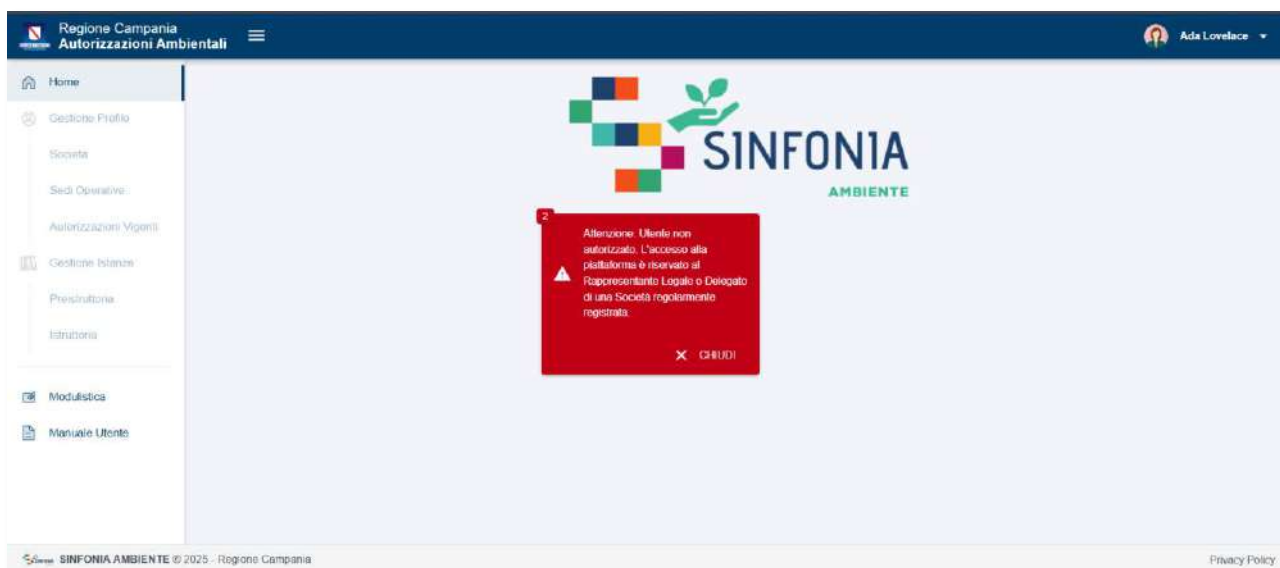 Regione Campania
Autorizzazioni Ambientali
Ada Lovelace
Home
Gestione Profilo
Società
Sedi Operative
Autorizzazioni Vigenti
Gestione Istanze
Preistruttoria
Istruttoria
Modulistica
Manuale Utente
SINFONIA
AMBIENTE
2
Attenzione: Utente non
autorizzato. L'accesso alla
piattaforma è riservato al
Rappresentante Legale o Delegato
di una Società regolarmente
registrata.
CHIUDI
SINFONIA AMBIENTE © 2025 - Regione Campania
Privacy Policy